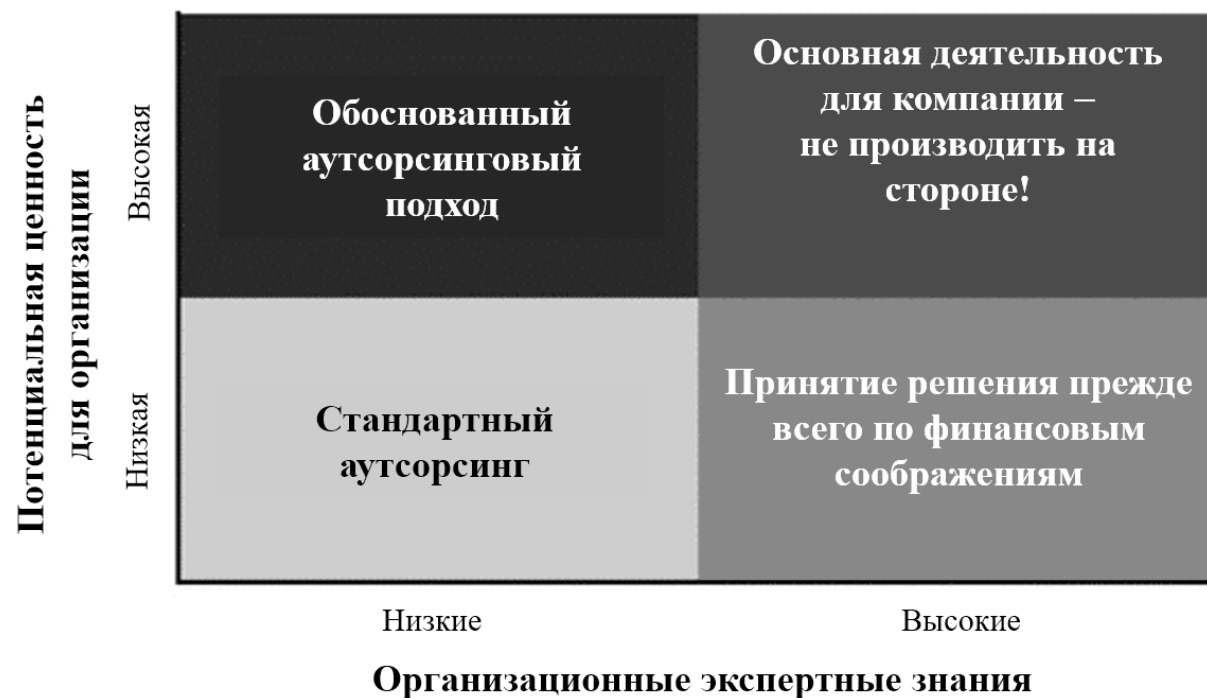 Потенциальная ценность
для организации
Высокая
Низкая
Обоснованный
аутсорсинговый
подход
Основная деятельность
для компании –
не производить на
стороне!
Стандартный
аутсорсинг
Принятие решения прежде
всего по финансовым
соображениям
Низкие
Высокие
Организационные экспертные знания